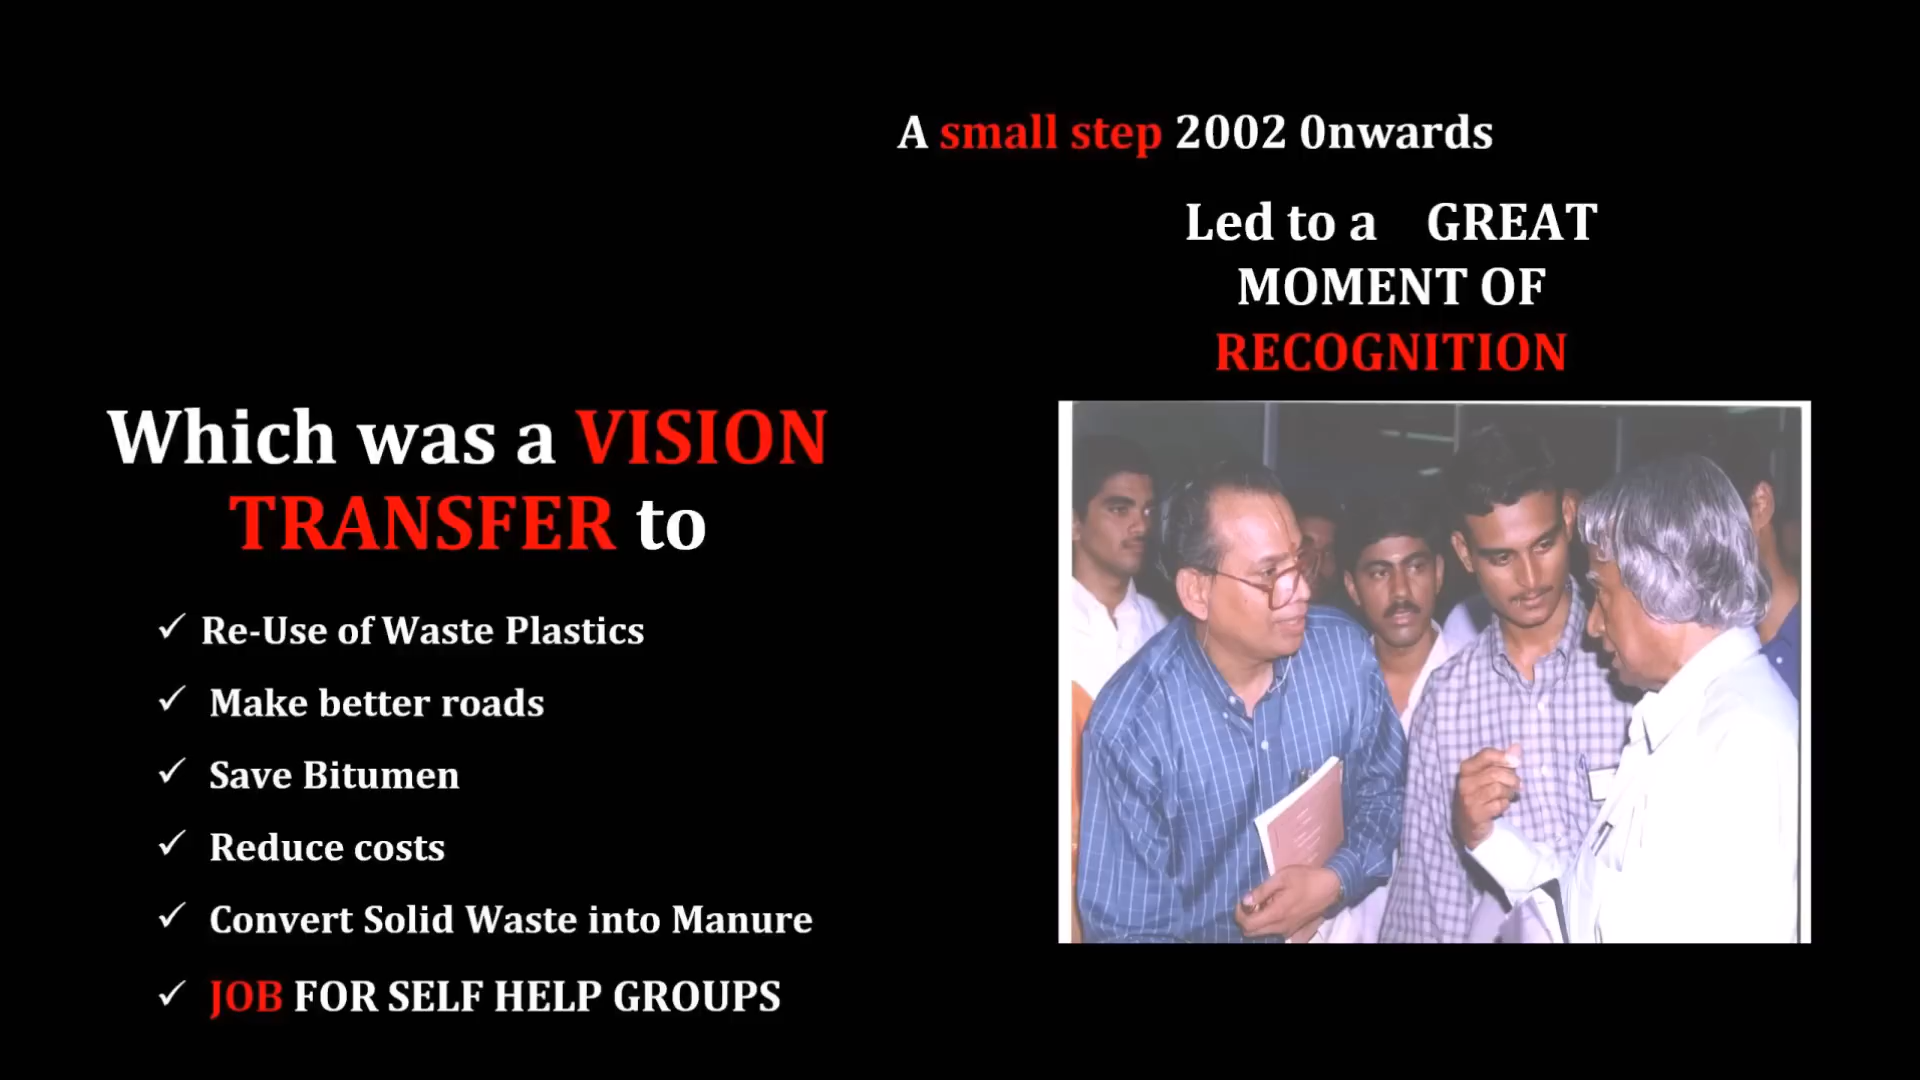 A small step 2002 0nwards
Led to a GREAT
MOMENT OF
RECOGNITION
Which was a VISION
TRANSFER to
✓ Re-Use of Waste Plastics
✓ Make better roads
✓ Save Bitumen
✓ Reduce costs
✓ Convert Solid Waste into Manure
✓ JOB FOR SELF HELP GROUPS